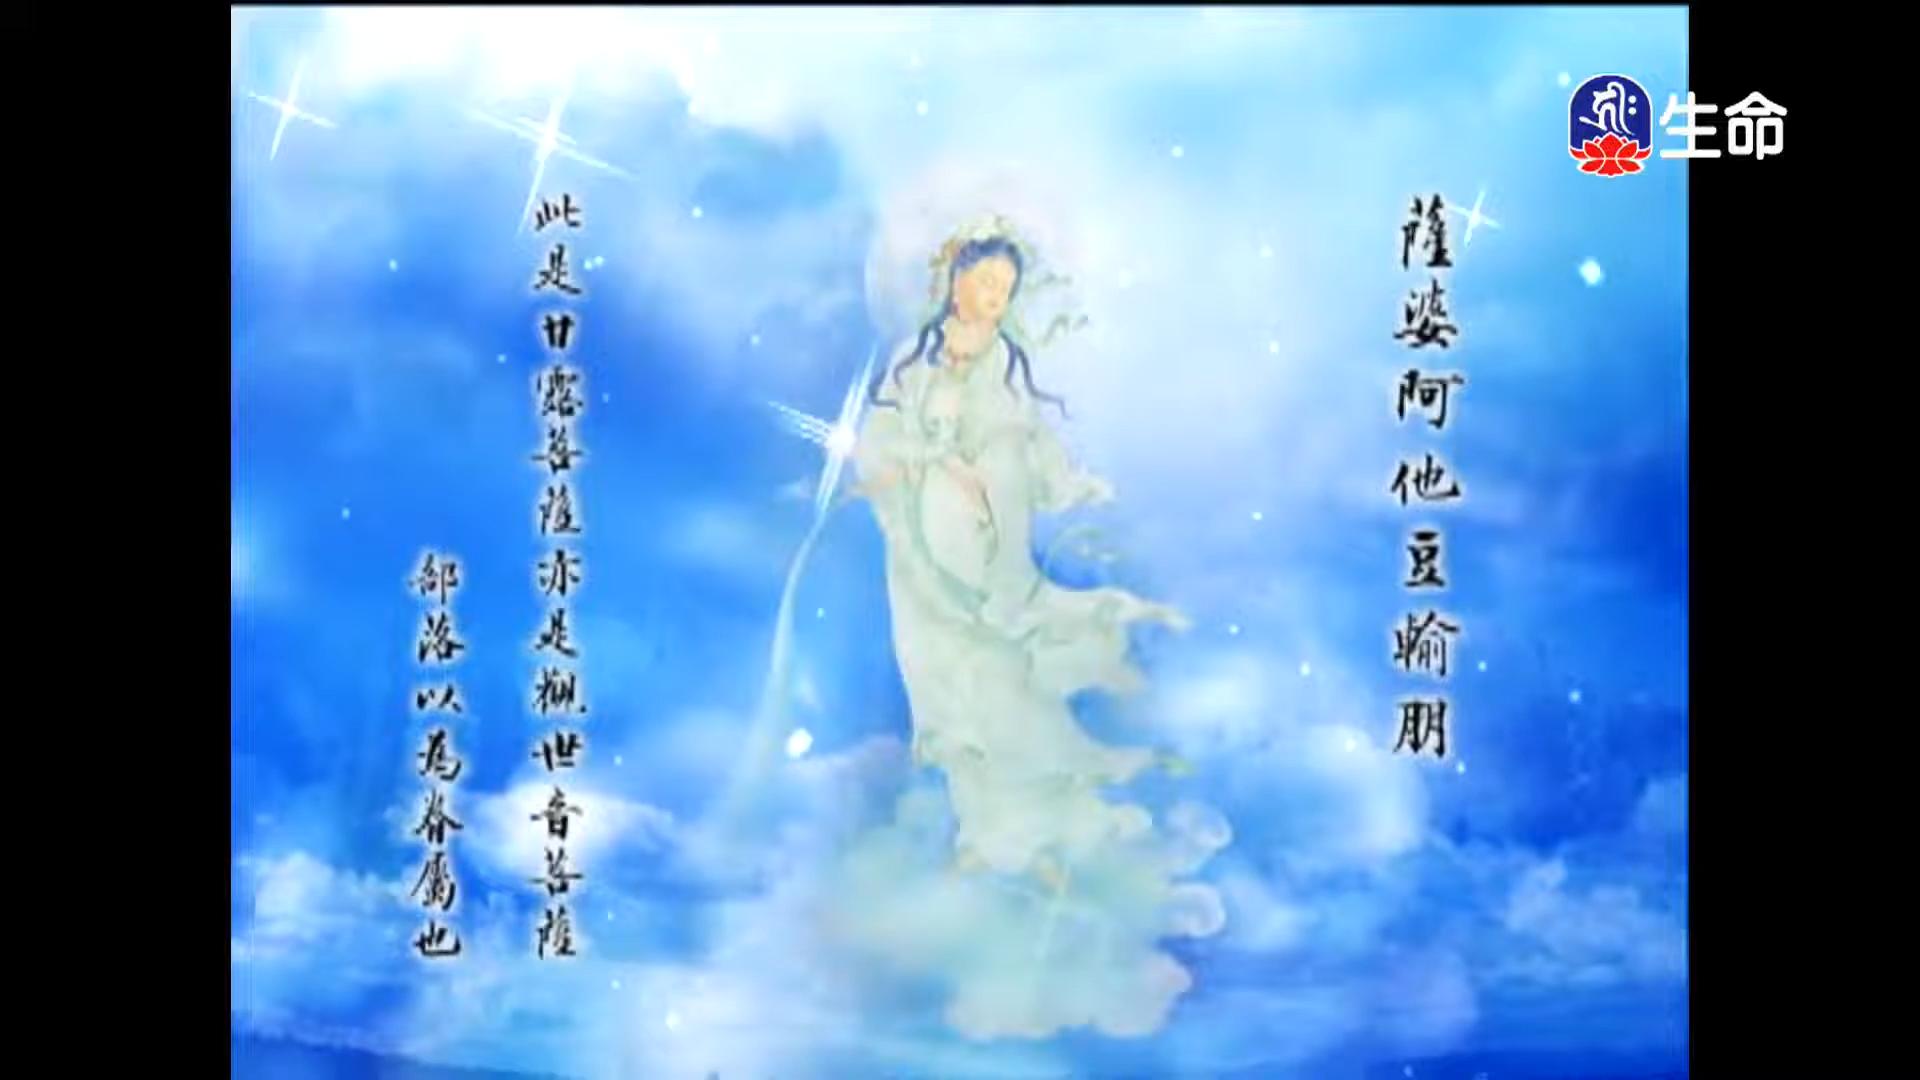 生命
薩婆阿他豆輸朋
此是甘露菩薩亦是觀世音菩薩
部落以為眷屬也